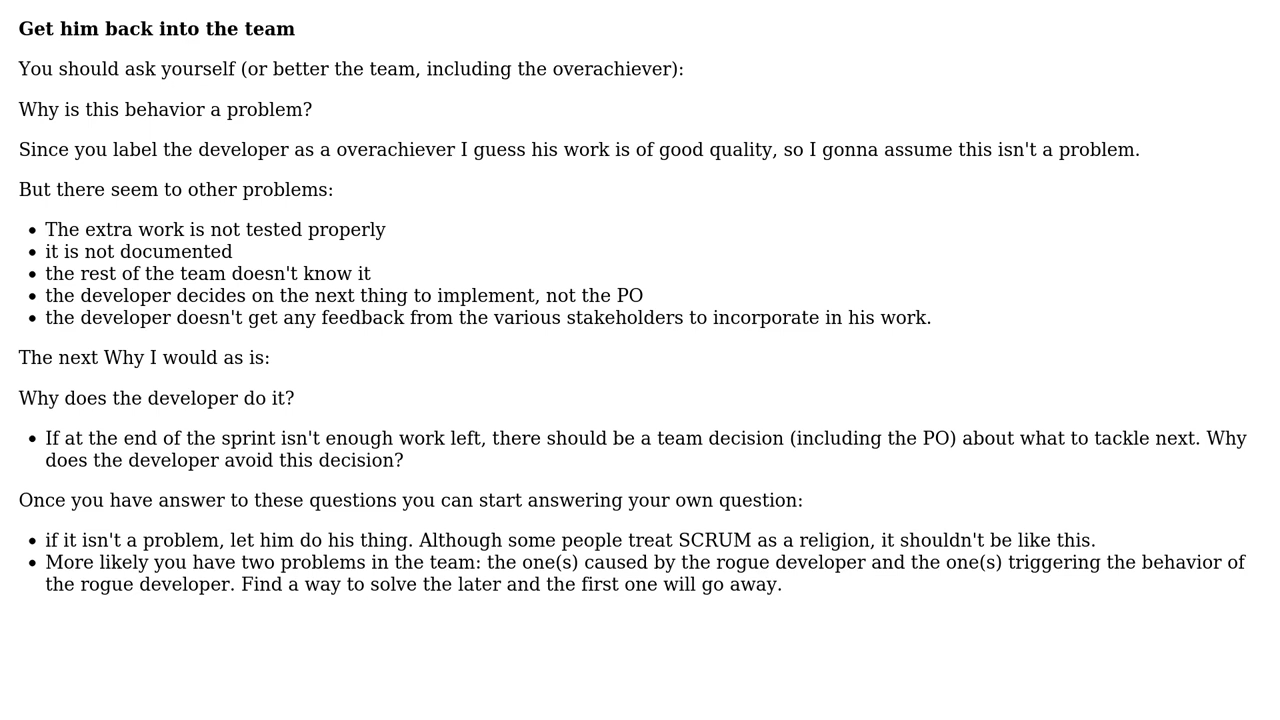 Get him back into the team
You should ask yourself (or better the team, including the overachiever):
Why is this behavior a problem?
Since you label the developer as a overachiever I guess his work is of good quality, so I gonna assume this isn't a problem.
But there seem to other problems:
• The extra work is not tested properly
• it is not documented
• the rest of the team doesn't know it
• the developer decides on the next thing to implement, not the PO
• the developer doesn't get any feedback from the various stakeholders to incorporate in his work.
The next Why I would as is:
Why does the developer do it?
• If at the end of the sprint isn't enough work left, there should be a team decision (including the PO) about what to tackle next. Why
does the developer avoid this decision?
Once you have answer to these questions you can start answering your own question:
• if it isn't a problem, let him do his thing. Although some people treat SCRUM as a religion, it shouldn't be like this.
• More likely you have two problems in the team: the one(s) caused by the rogue developer and the one(s) triggering the behavior of
the rogue developer. Find a way to solve the later and the first one will go away.